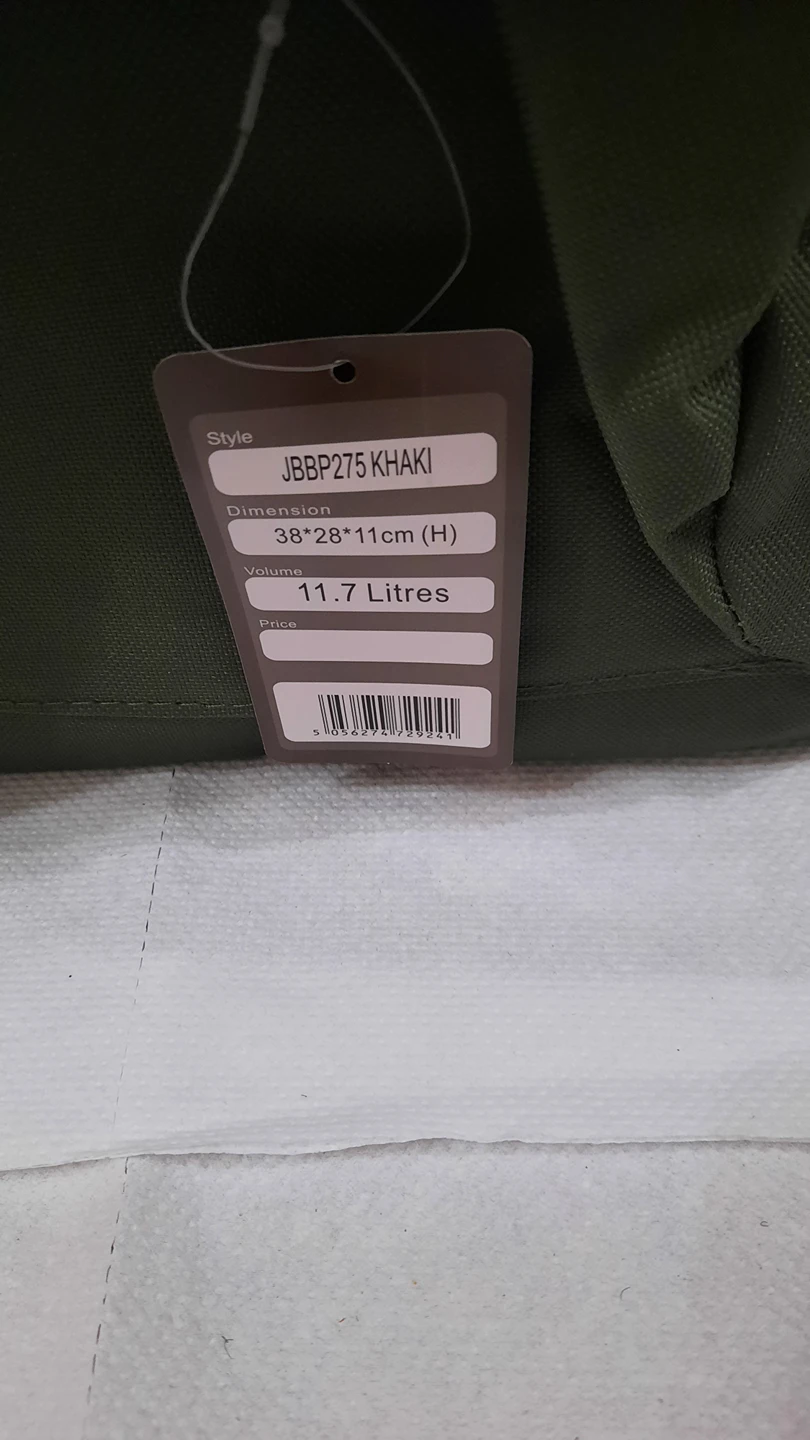 Style
JBBP275 KHAKI
Dimension
38*28*11cm (H)
Volume
11.7 Litres
Price
5 056274 729241